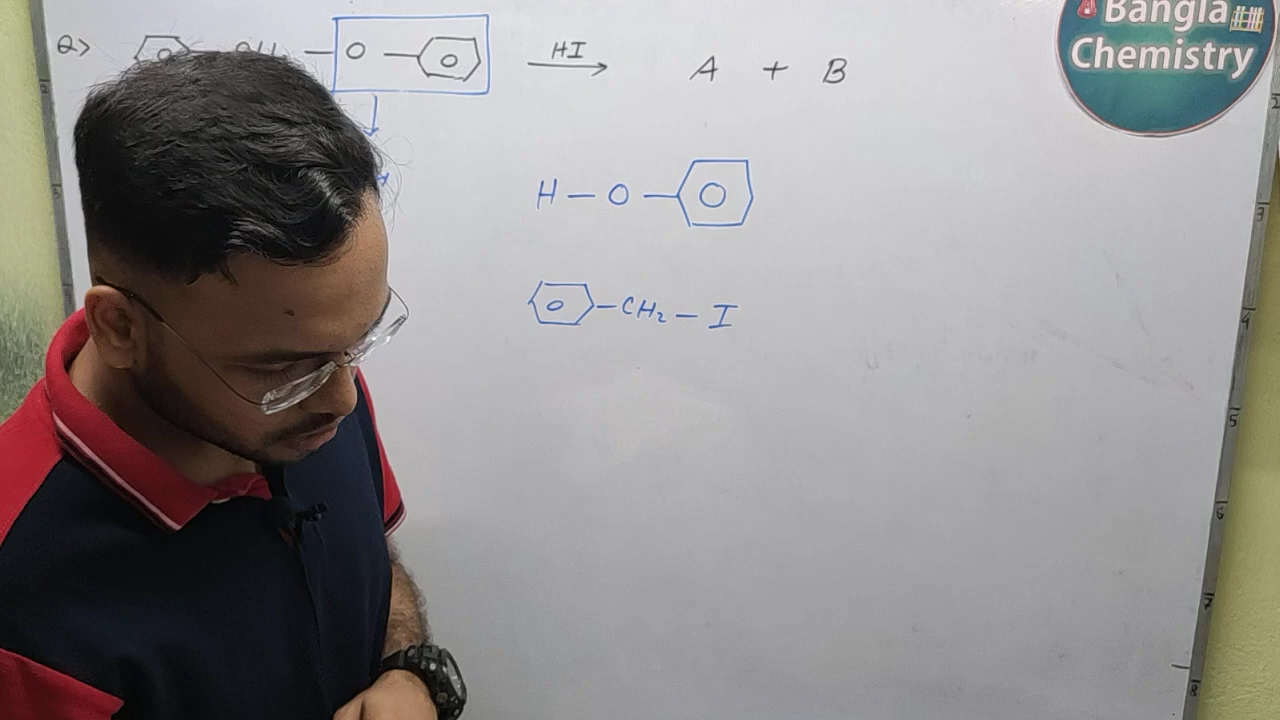 Bangla
Chemistry
Q> O — O — O HI A + B
H — O — O
O — CH₂ — I